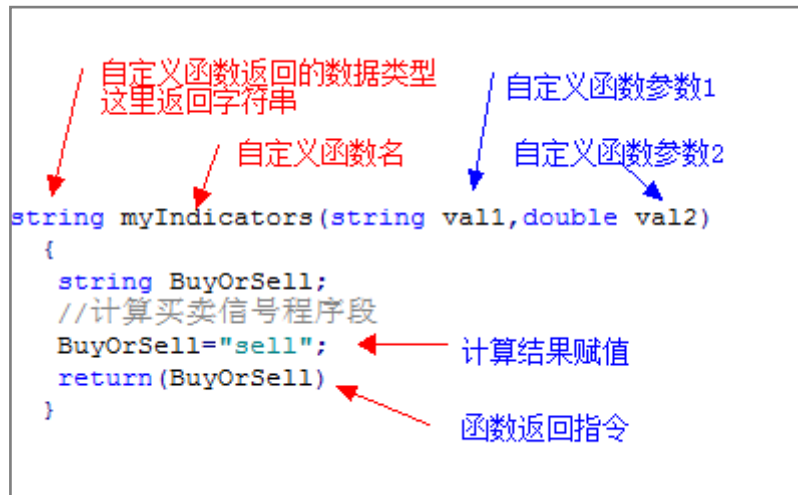 自定义函数返回的数据类型
这里返回字符串
自定义函数参数1
自定义函数名
自定义函数参数2
string myIndicators(string val1,double val2)
{
string BuyOrSell;
//计算买卖信号程序段
BuyOrSell="sell";
计算结果赋值
return(BuyOrSell)
}
函数返回指令